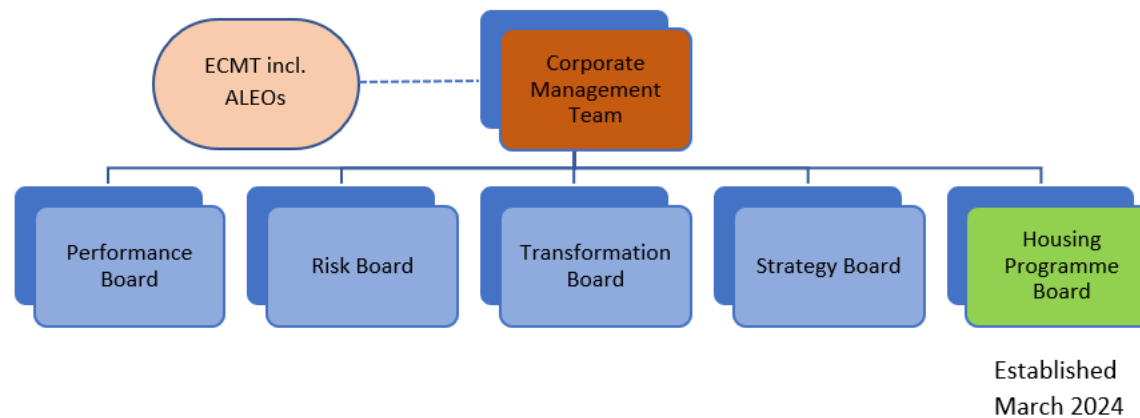 ECMT incl.
ALEOs
Corporate
Management
Team
Performance
Board
Risk Board
Transformation
Board
Strategy Board
Housing
Programme
Board
Established
March 2024